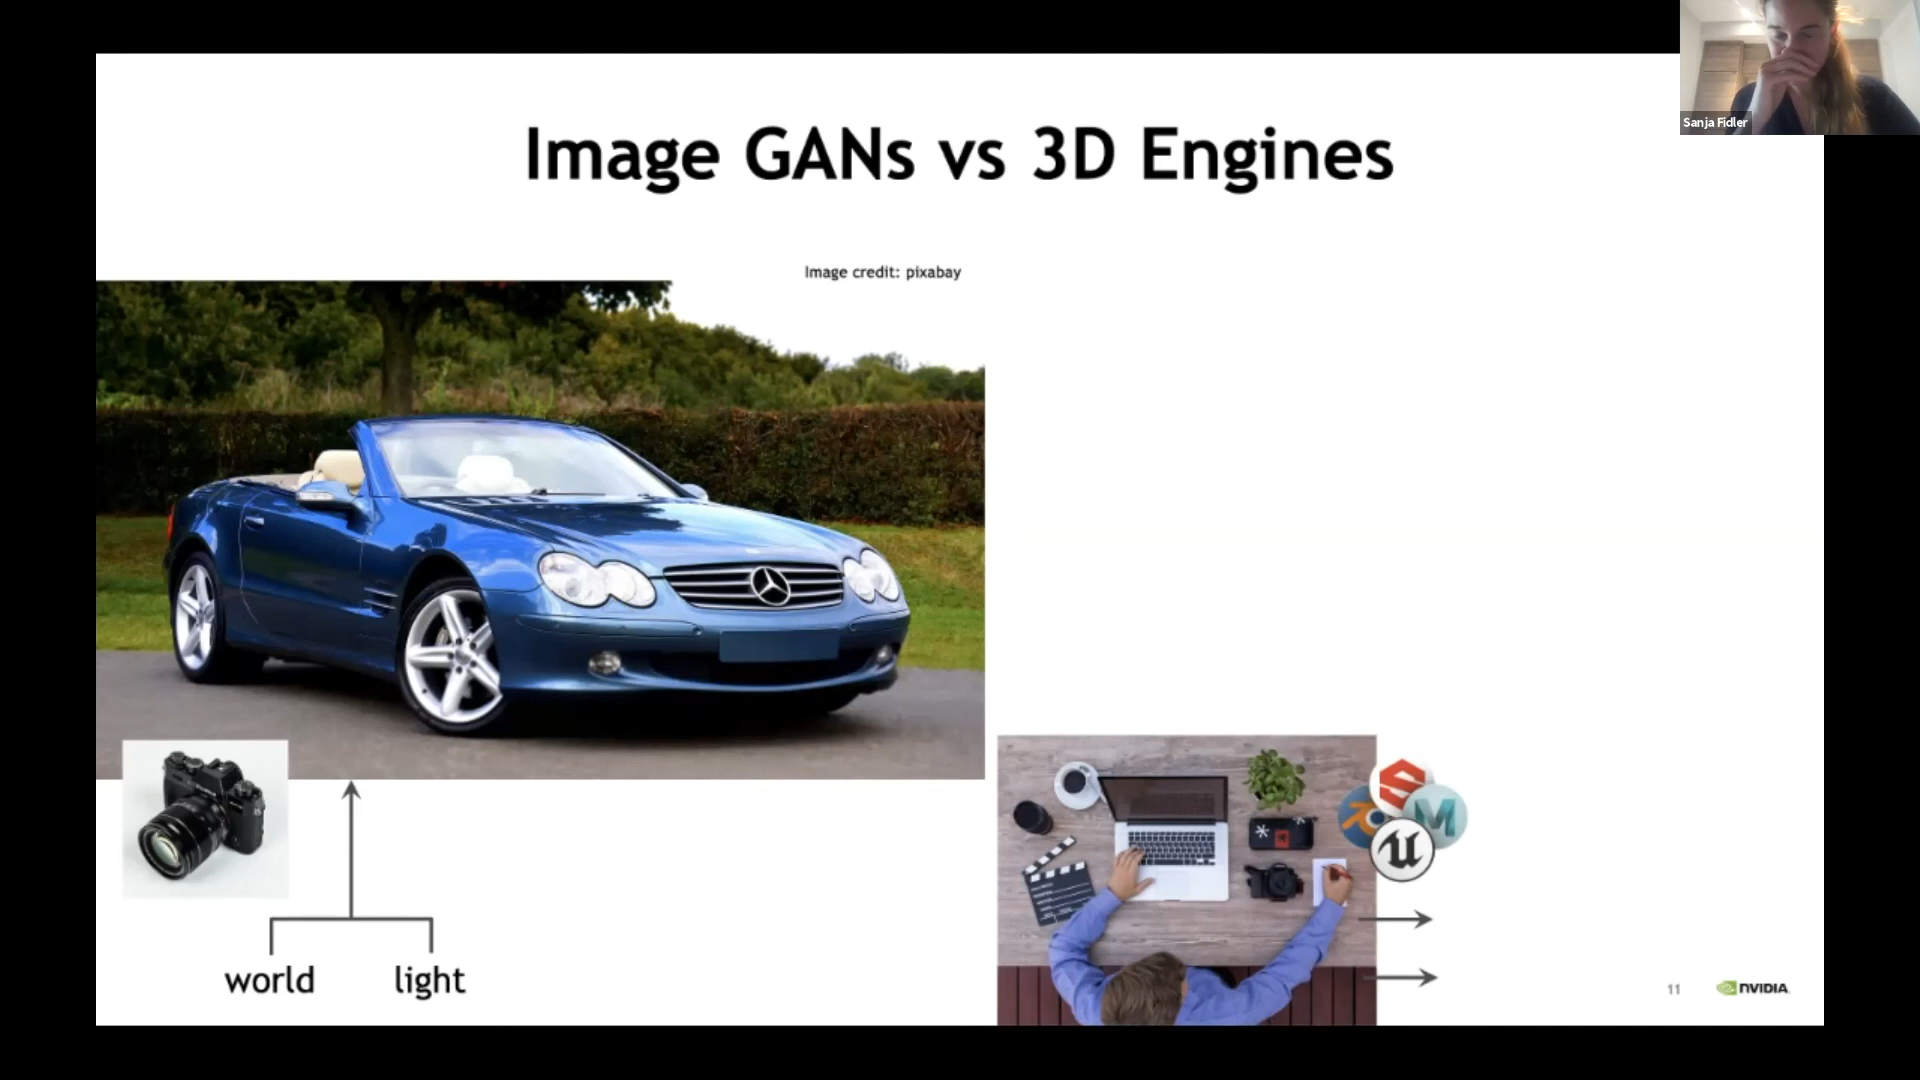 Sanja Fidler
Image GANs vs 3D Engines
Image credit: pixabay
world light
11
NVIDIA